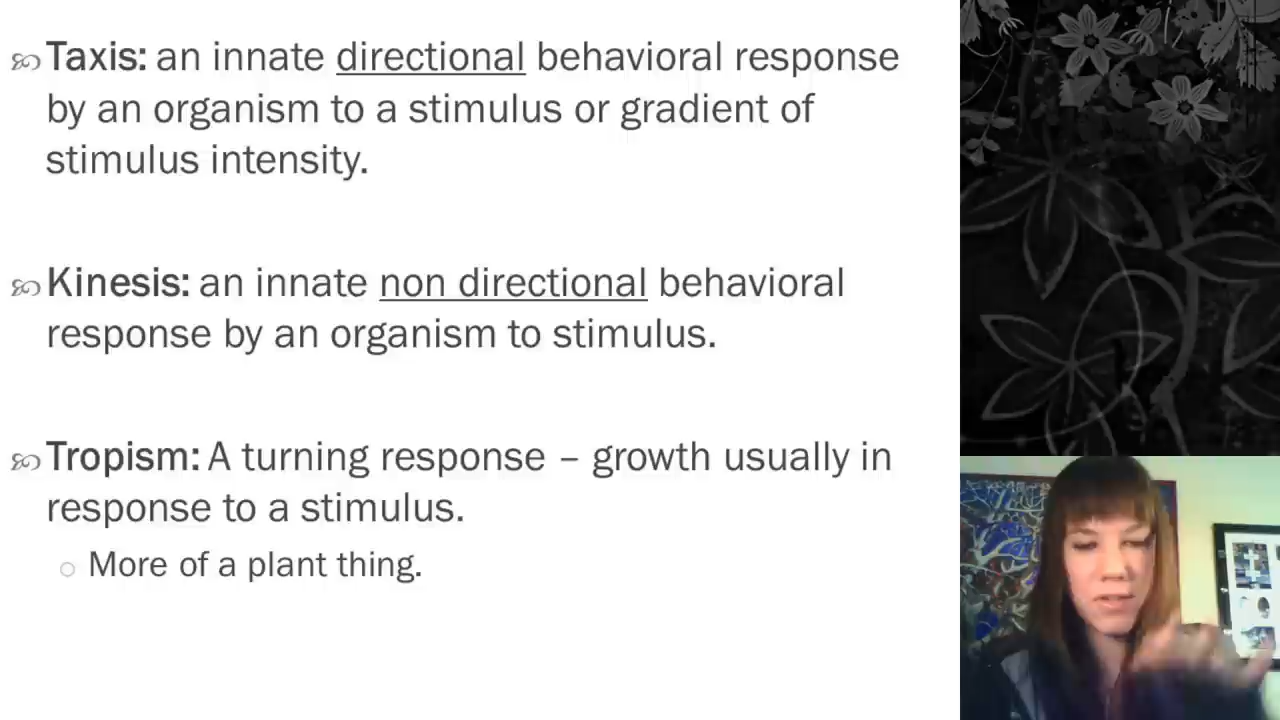 Taxis: an innate directional behavioral response
by an organism to a stimulus or gradient of
stimulus intensity.
Kinesis: an innate non directional behavioral
response by an organism to stimulus.
Tropism: A turning response – growth usually in
response to a stimulus.
More of a plant thing.